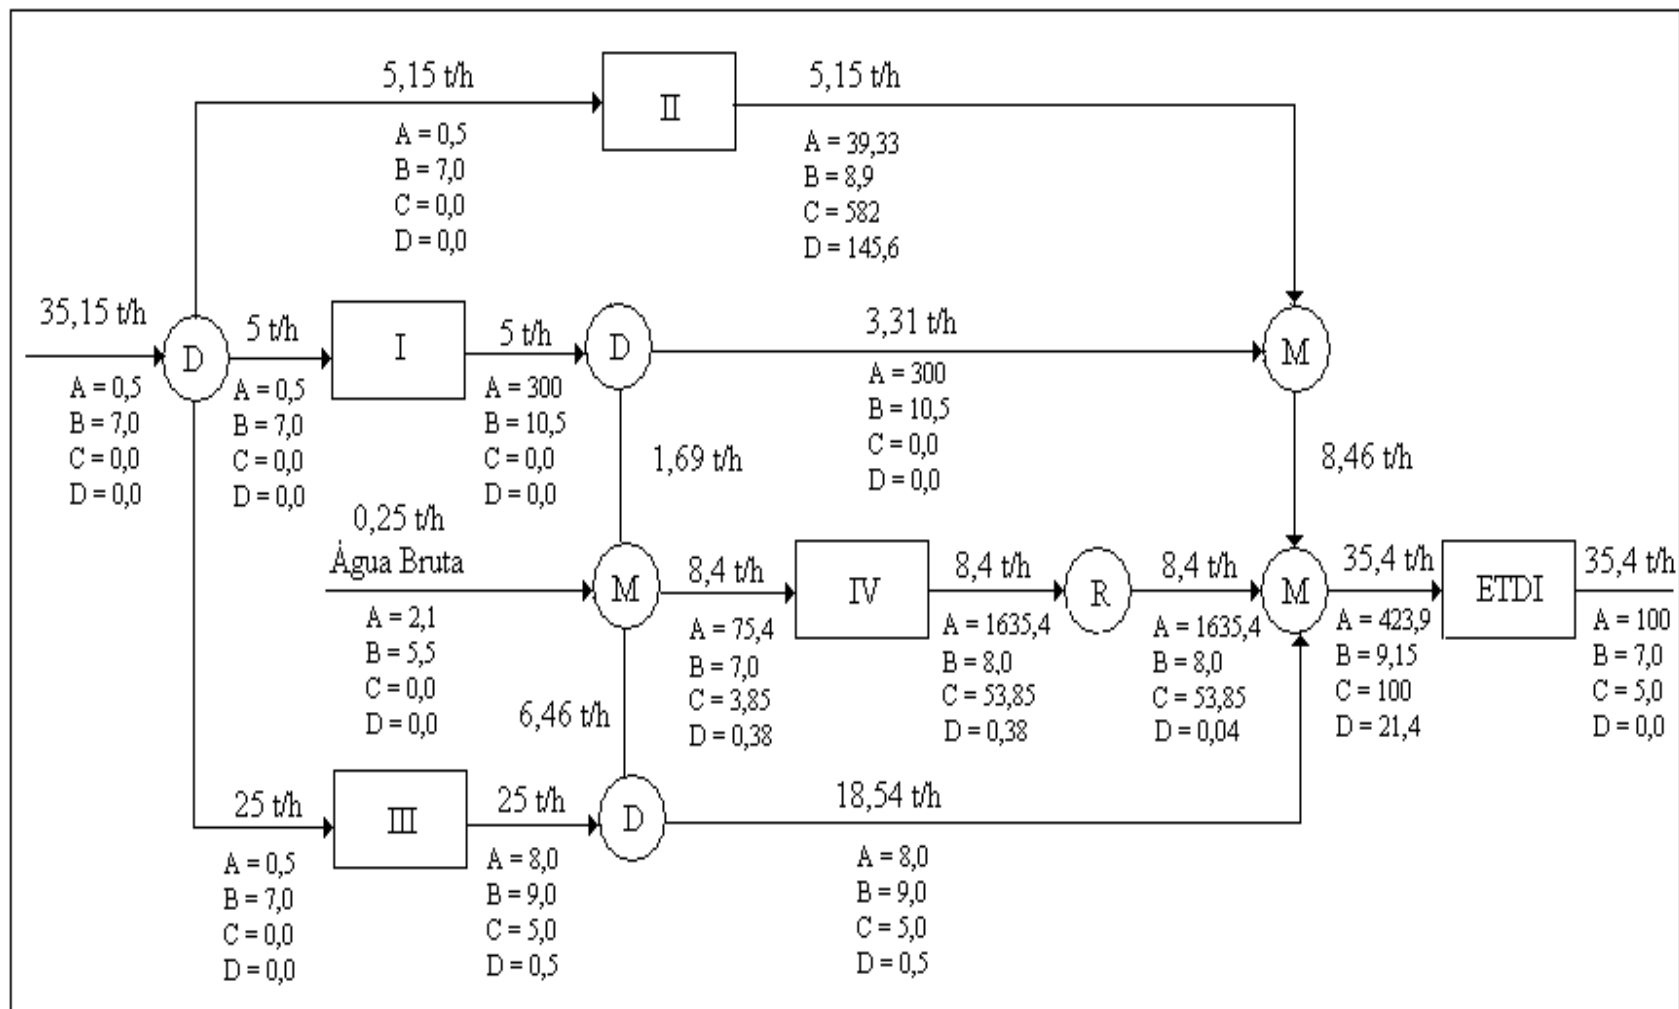 5,15 t/h
II
5,15 t/h
A = 0,5
B = 7,0
C = 0,0
D = 0,0
A = 39,33
B = 8,9
C = 582
D = 145,6
35,15 t/h
D
A = 0,5
B = 7,0
C = 0,0
D = 0,0
5 t/h
A = 0,5
B = 7,0
C = 0,0
D = 0,0
I
5 t/h
A = 300
B = 10,5
C = 0,0
D = 0,0
D
3,31 t/h
A = 300
B = 10,5
C = 0,0
D = 0,0
M
1,69 t/h
8,46 t/h
0,25 t/h
Água Bruta
A = 2,1
B = 5,5
C = 0,0
D = 0,0
M
8,4 t/h
A = 75,4
B = 7,0
C = 3,85
D = 0,38
IV
8,4 t/h
A = 1635,4
B = 8,0
C = 53,85
D = 0,38
R
8,4 t/h
A = 1635,4
B = 8,0
C = 53,85
D = 0,04
M
35,4 t/h
A = 423,9
B = 9,15
C = 100
D = 21,4
ETDI
35,4 t/h
A = 100
B = 7,0
C = 5,0
D = 0,0
6,46 t/h
25 t/h
A = 0,5
B = 7,0
C = 0,0
D = 0,0
III
25 t/h
A = 8,0
B = 9,0
C = 5,0
D = 0,5
D
18,54 t/h
A = 8,0
B = 9,0
C = 5,0
D = 0,5